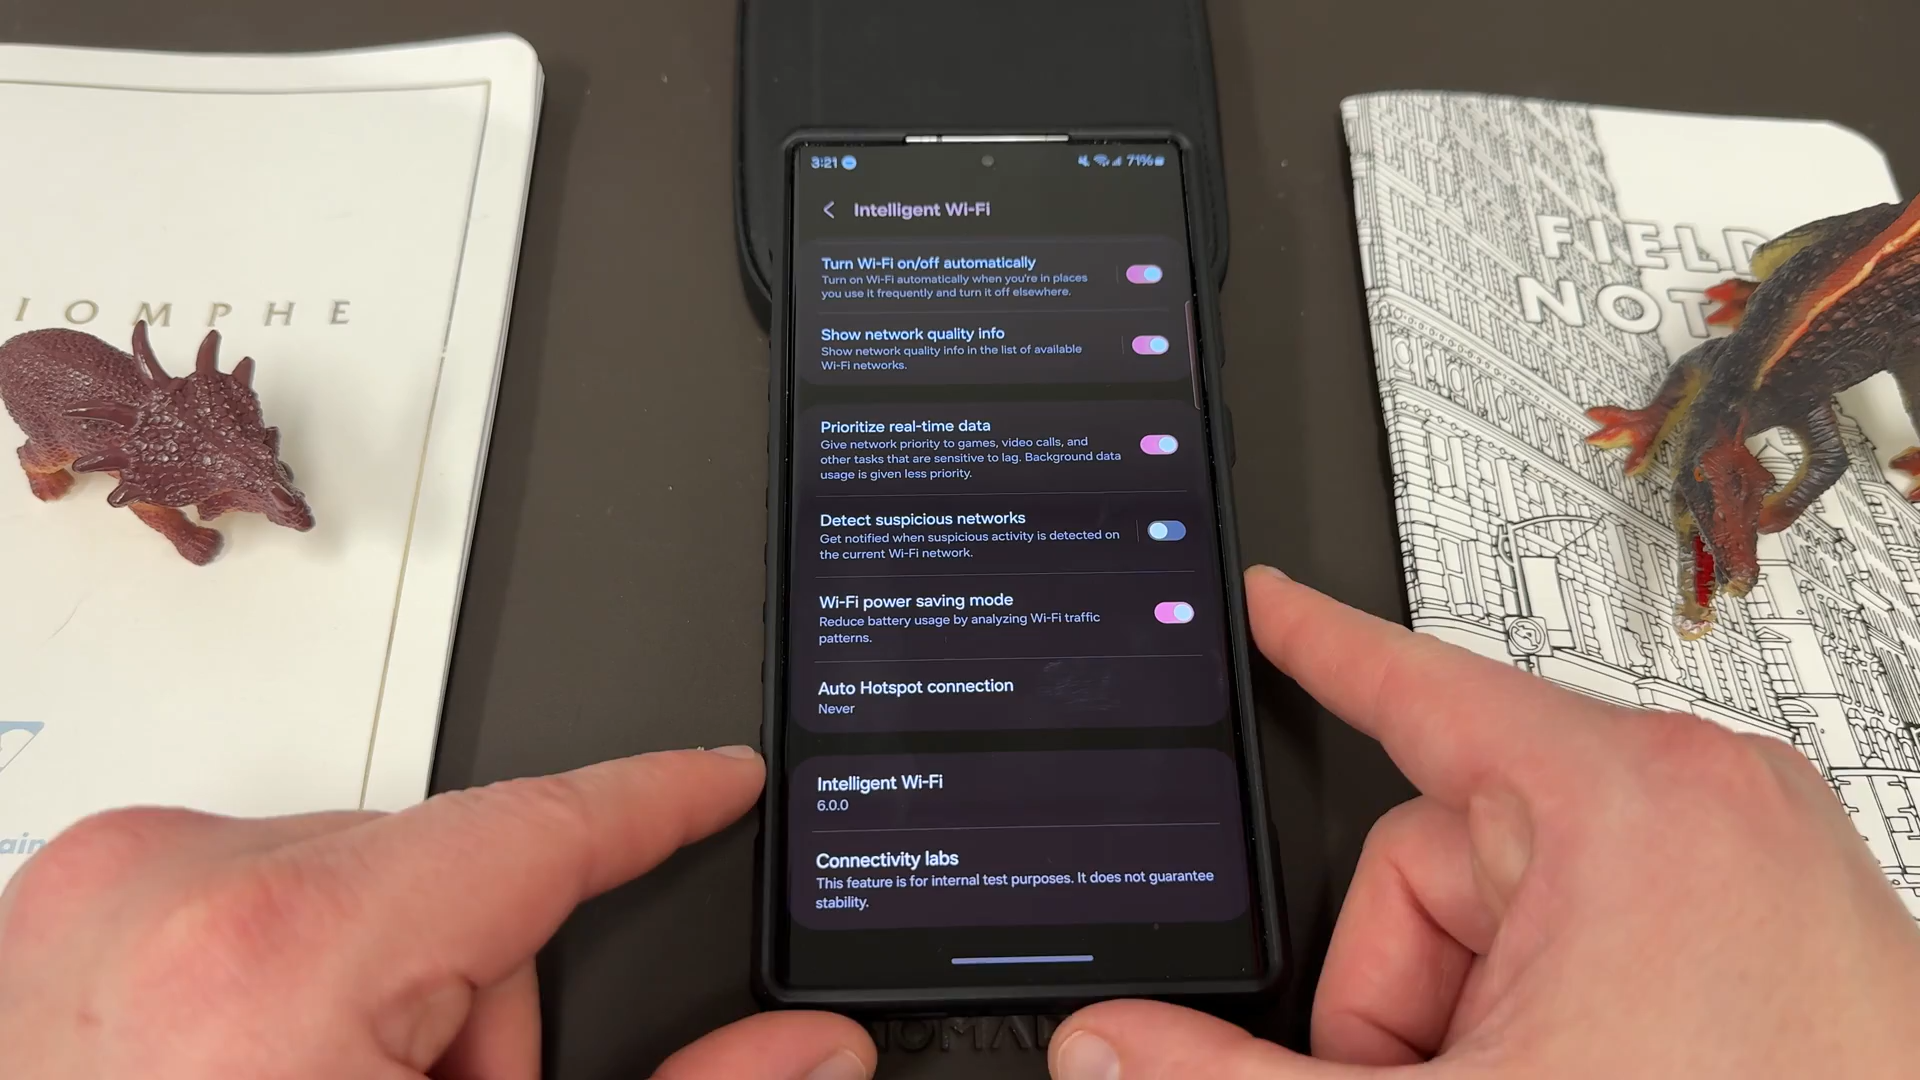 IOMPHE
ain
3:21
71%
Intelligent Wi-Fi
Turn Wi-Fi on/off automatically
Turn on Wi-Fi automatically when you're in places
you use it frequently and turn it off elsewhere.
Show network quality info
Show network quality info in the list of available
Wi-Fi networks.
Prioritize real-time data
Give network priority to games, video calls, and
other tasks that are sensitive to lag. Background data
usage is given less priority.
Detect suspicious networks
Get notified when suspicious activity is detected on
the current Wi-Fi network.
Wi-Fi power saving mode
Reduce battery usage by analyzing Wi-Fi traffic
patterns.
Auto Hotspot connection
Never
Intelligent Wi-Fi
6.0.0
Connectivity labs
This feature is for internal test purposes. It does not guarantee
stability.
NOMAD
FIELD
NOT